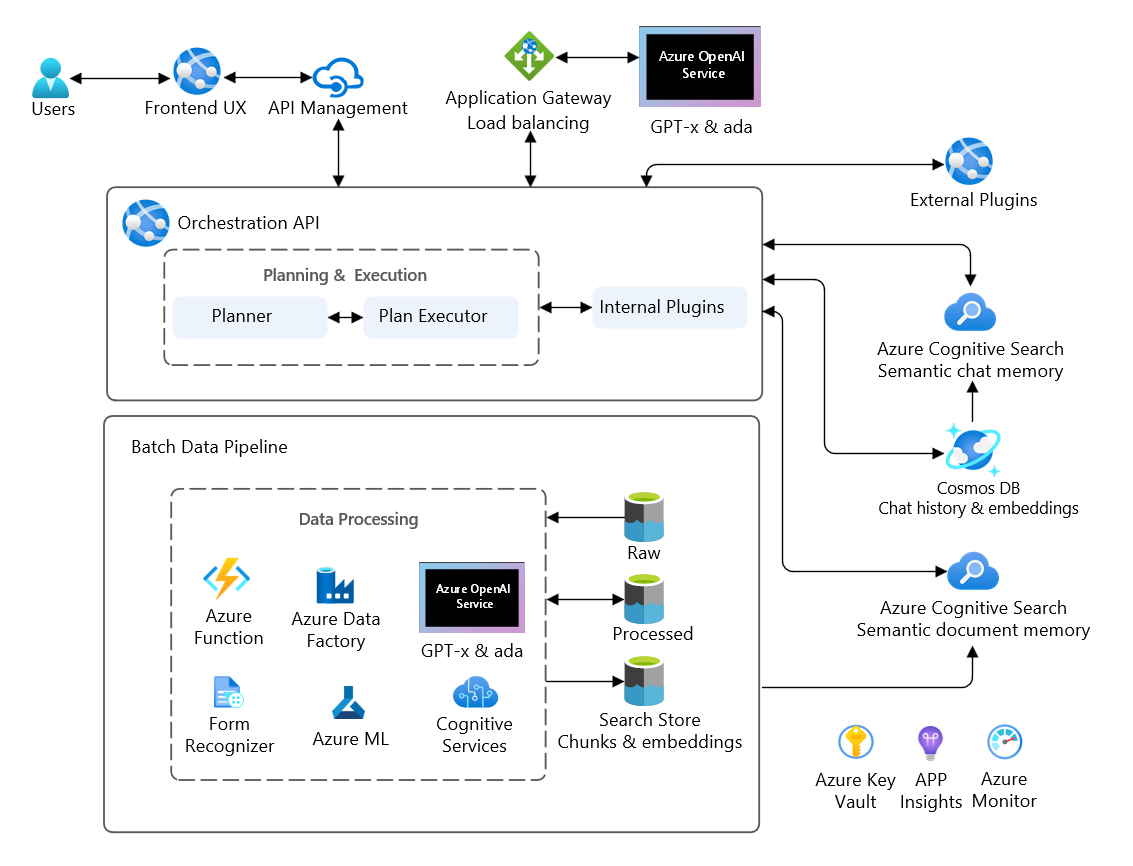 Users
Frontend UX
API Management
Application Gateway
Load balancing
Azure OpenAI
Service
GPT-x & ada
External Plugins
Orchestration API
Planning & Execution
Planner
Plan Executor
Internal Plugins
Azure Cognitive Search
Semantic chat memory
Cosmos DB
Chat history & embeddings
Azure Cognitive Search
Semantic document memory
Batch Data Pipeline
Data Processing
Azure
Function
Azure Data
Factory
Azure OpenAI
Service
GPT-x & ada
Form
Recognizer
Azure ML
Cognitive
Services
Raw
Processed
Search Store
Chunks & embeddings
Azure Key
Vault
APP
Insights
Azure
Monitor